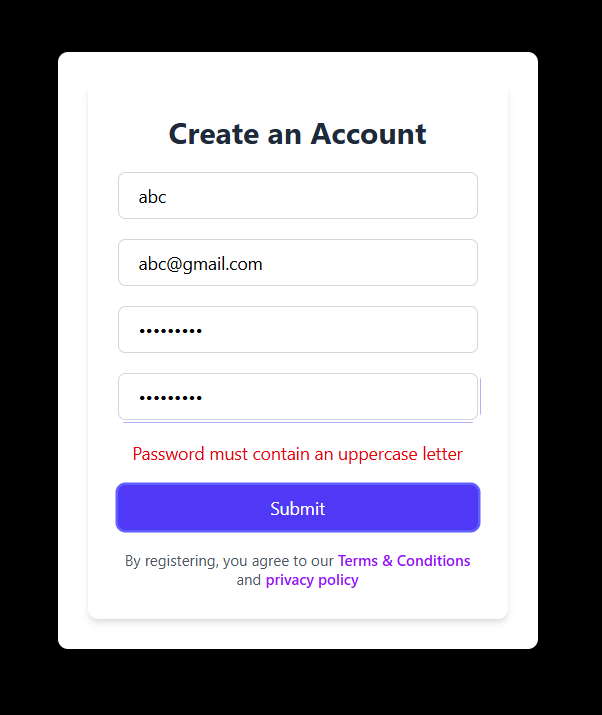 Create an Account
abc
abc@gmail.com
•••••••••
•••••••••
Password must contain an uppercase letter
Submit
By registering, you agree to our Terms & Conditions
and privacy policy